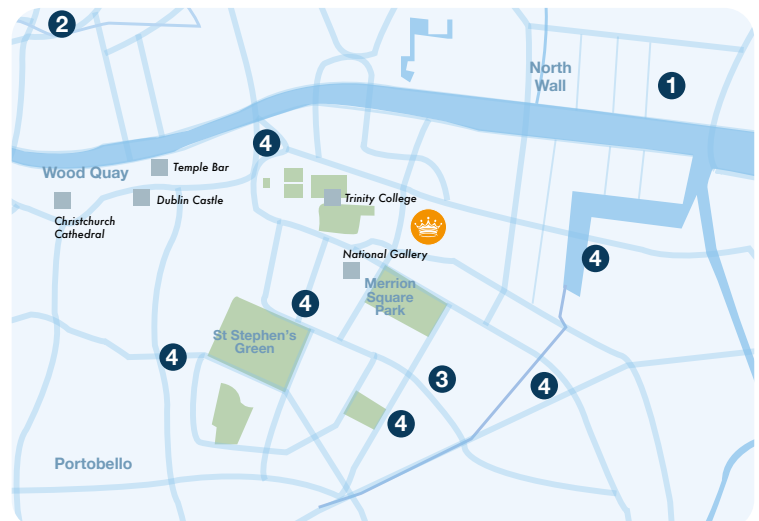 2
North
Wall
1
4
Temple Bar
Wood Quay
Dublin Castle
Trinity College
Christchurch
Cathedral
National Gallery
4
Merrion
Square
Park
4
St Stephen's
Green
4
3
4
4
Portobello